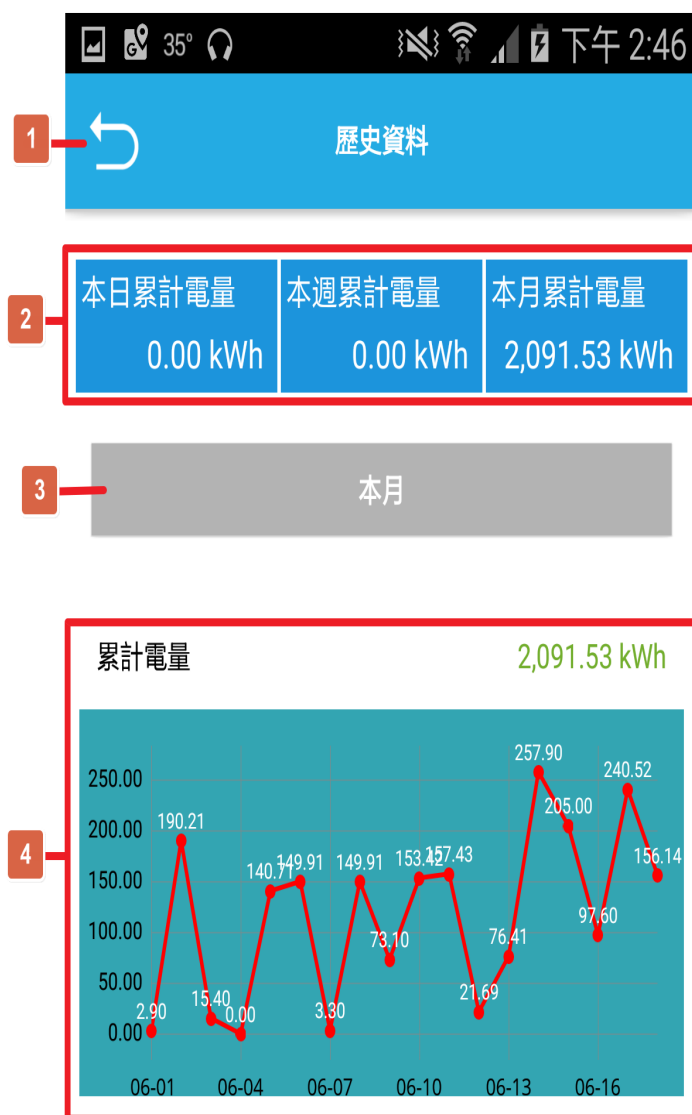 35° 下午 2:46
1
歷史資料
2
本日累計電量 本週累計電量 本月累計電量
0.00 kWh 0.00 kWh 2,091.53 kWh
3
本月
累計電量 2,091.53 kWh
4
257.90
250.00
240.52
200.00 190.21 205.00
150.00 140.71 149.91 149.91 153.42 157.43 156.14
100.00 73.10 76.41 97.60
50.00 2.90 15.40 0.00 3.30 21.69
0.00
06-01 06-04 06-07 06-10 06-13 06-16